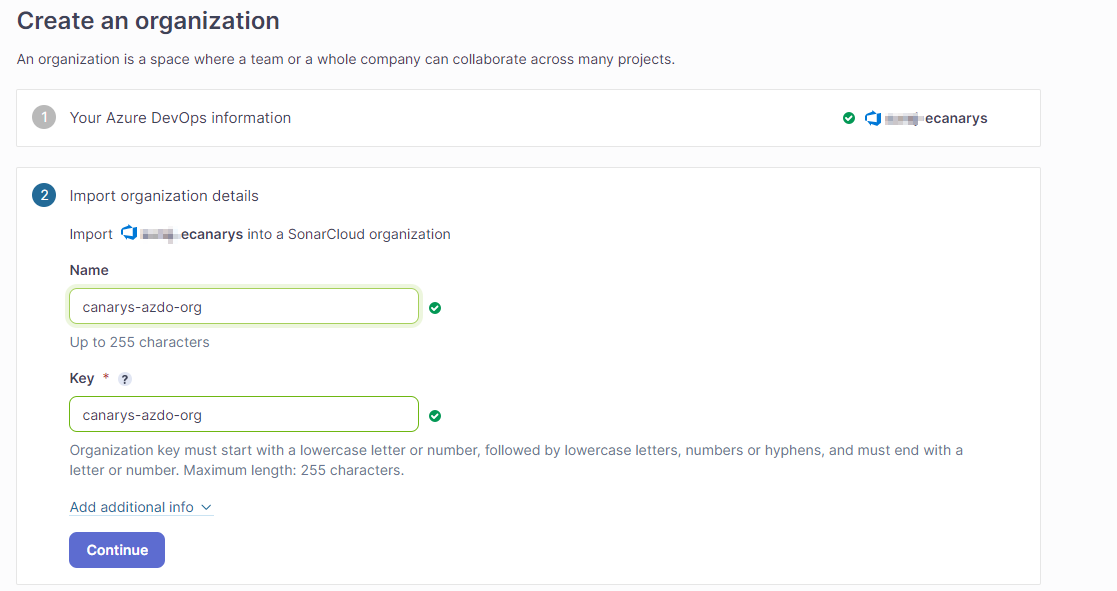 Create an organization
An organization is a space where a team or a whole company can collaborate across many projects.
1 Your Azure DevOps information ecanarys
2 Import organization details
Import ecanarys into a SonarCloud organization
Name
canarys-azdo-org
Up to 255 characters
Key * ?
canarys-azdo-org
Organization key must start with a lowercase letter or number, followed by lowercase letters, numbers or hyphens, and must end with a
letter or number. Maximum length: 255 characters.
Add additional info
Continue